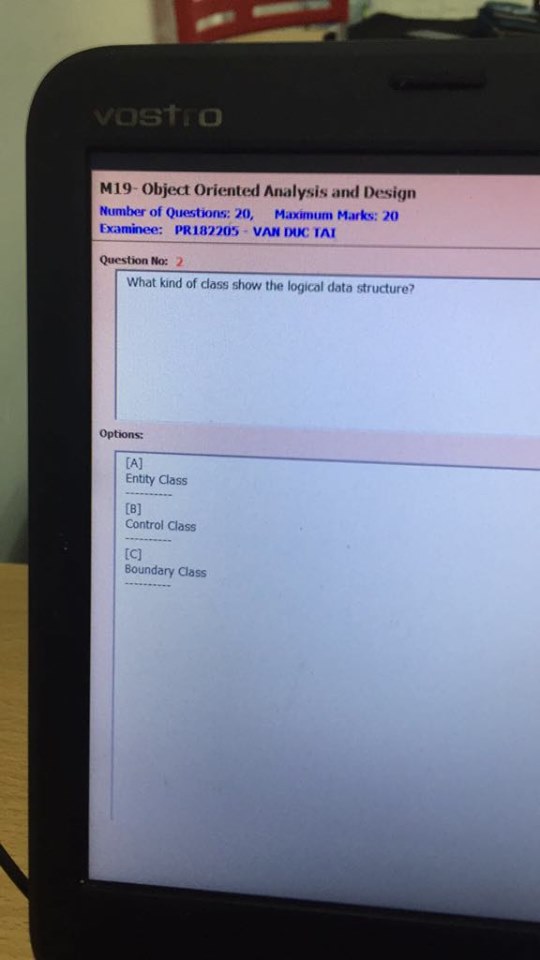 vostro
M19- Object Oriented Analysis and Design
Number of Questions: 20, Maximum Marks: 20
Examinee: PR182205 - VAN DUC TAI
Question No: 2
What kind of class show the logical data structure?
Options:
[A]
Entity Class
----------
[B]
Control Class
----------
[C]
Boundary Class
----------